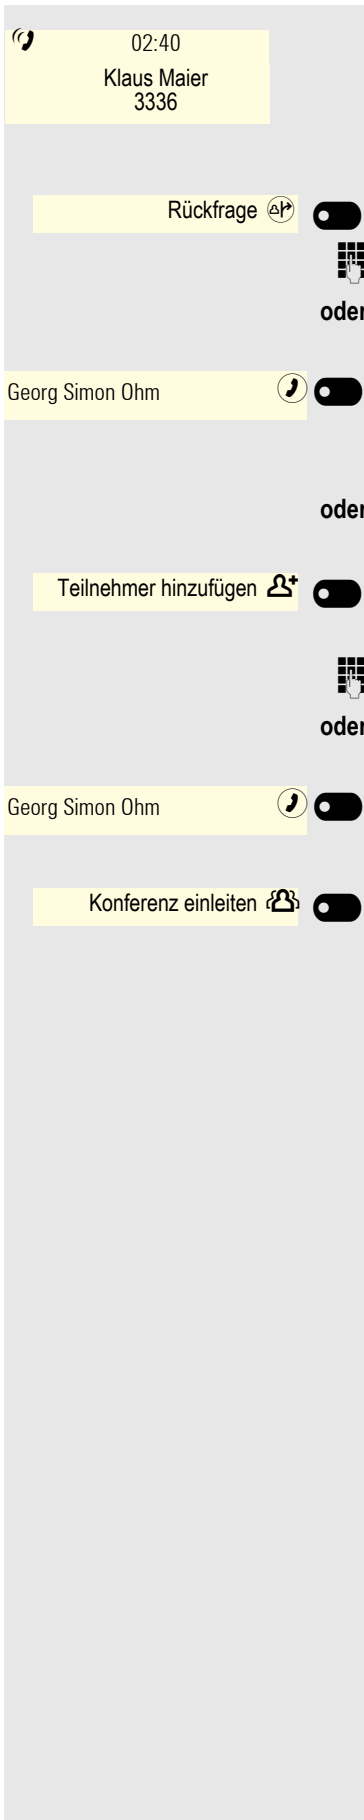 02:40
Klaus Maier
3336
Rückfrage
oder
Georg Simon Ohm
oder
Teilnehmer hinzufügen
oder
Georg Simon Ohm
Konferenz einleiten